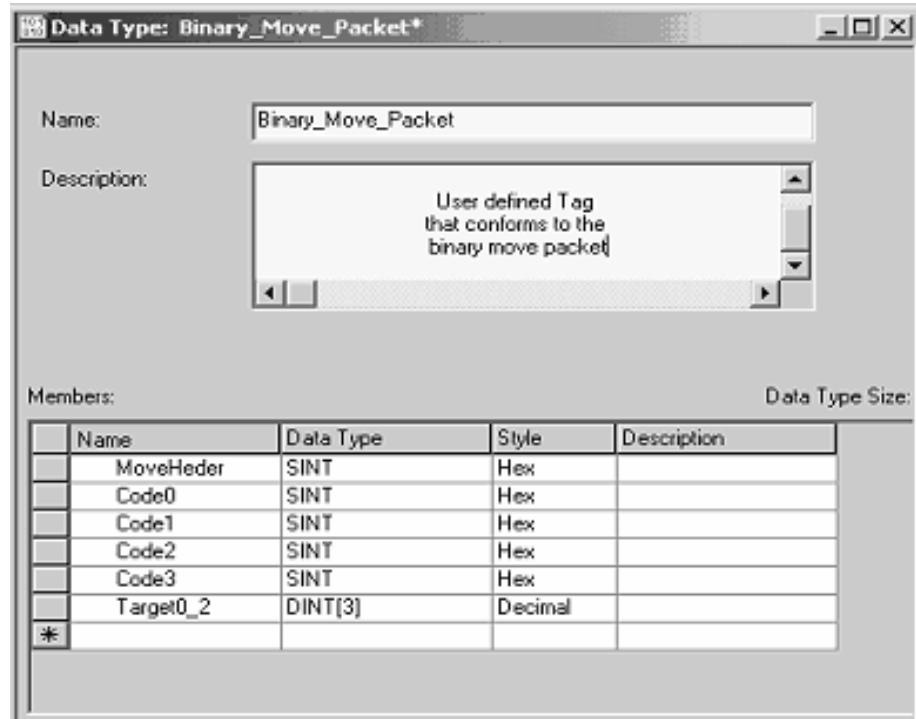 Data Type: Binary_Move_Packet*
Name: Binary_Move_Packet
Description:
User defined Tag
that conforms to the
binary move packet
Members: Data Type Size:
Name Data Type Style Description
MoveHeder SINT Hex
Code0 SINT Hex
Code1 SINT Hex
Code2 SINT Hex
Code3 SINT Hex
Target0_2 DINT[3] Decimal
*